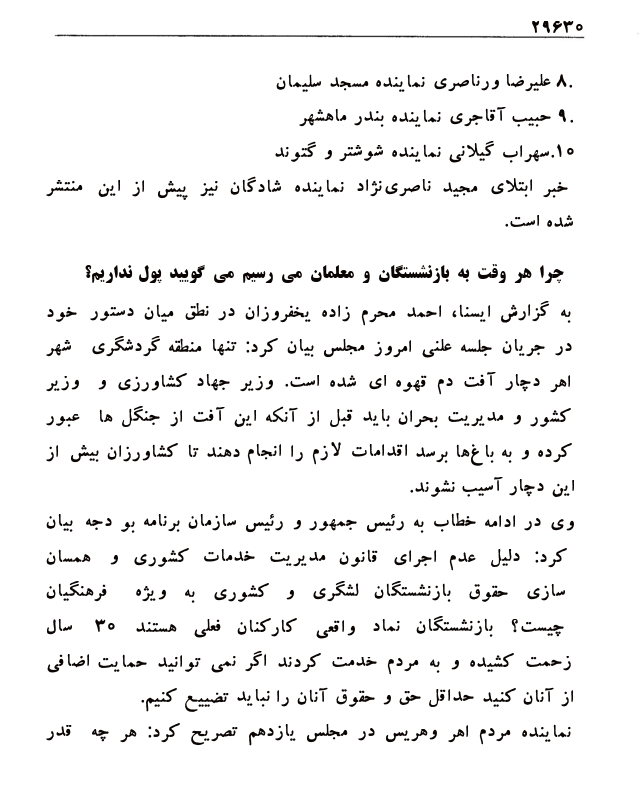 ۲۹۶۳۰
.۸ علیرضا ورناصری نماینده مسجد سلیمان
.۹ حبیب آقاجری نماینده بندر ماهشهر
۱۰.سهراب گیلانی نماینده شوشتر و گتوند
خبر ابتلای مجید ناصری‌نژاد نماینده شادگان نیز پیش از این منتشر
شده است.
چرا هر وقت به بازنشستگان و معلمان می رسیم می گویید پول نداریم؟
به گزارش ایسنا، احمد محرم زاده یخفروزان در نطق میان دستور خود
در جریان جلسه علنی امروز مجلس بیان کرد: تنها منطقه گردشگری شهر
اهر دچار آفت دم قهوه ای شده است. وزیر جهاد کشاورزی و وزیر
کشور و مدیریت بحران باید قبل از آنکه این آفت از جنگل ها عبور
کرده و به باغ‌ها برسد اقدامات لازم را انجام دهند تا کشاورزان بیش از
این دچار آسیب نشوند.
وی در ادامه خطاب به رئیس جمهور و رئیس سازمان برنامه بو دجه بیان
کرد: دلیل عدم اجرای قانون مدیریت خدمات کشوری و همسان
سازی حقوق بازنشستگان لشگری و کشوری به ویژه فرهنگیان
چیست؟ بازنشستگان نماد واقعی کارکنان فعلی هستند ۳۰ سال
زحمت کشیده و به مردم خدمت کردند اگر نمی توانید حمایت اضافی
از آنان کنید حداقل حق و حقوق آنان را نباید تضییع کنیم.
نماینده مردم اهر وهریس در مجلس یازدهم تصریح کرد: هر چه قدر